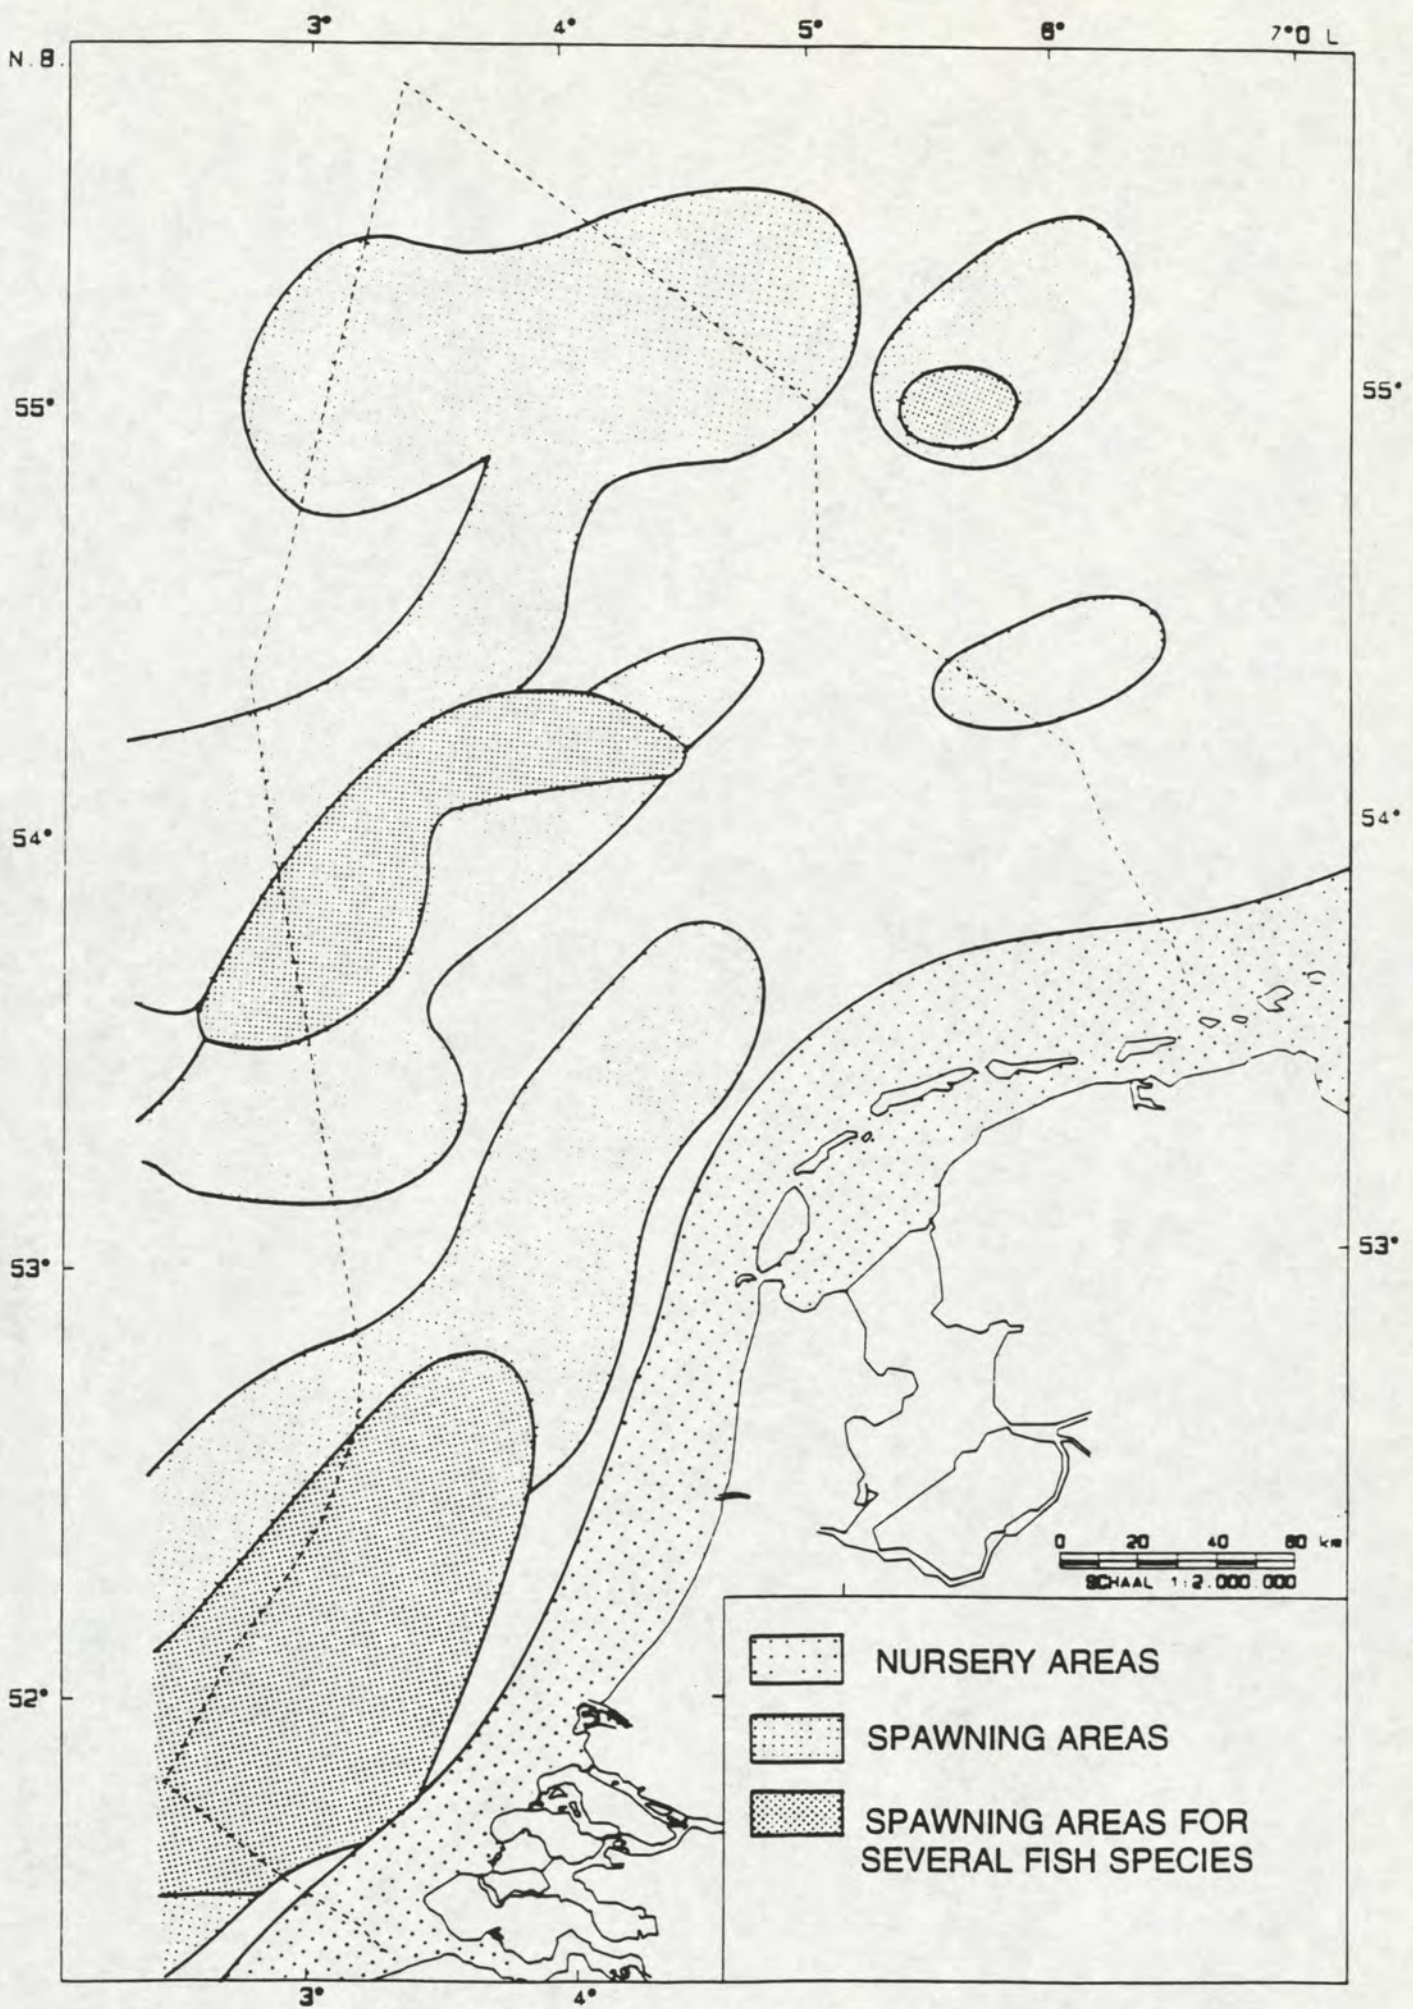 3° 4° 5° 6° 7°0 L
N.B.
55° 55°
54° 54°
53° 53°
0 20 40 60 km
SCHAAL 1:2.000.000
NURSERY AREAS
52°
SPAWNING AREAS
SPAWNING AREAS FOR
SEVERAL FISH SPECIES
3° 4°